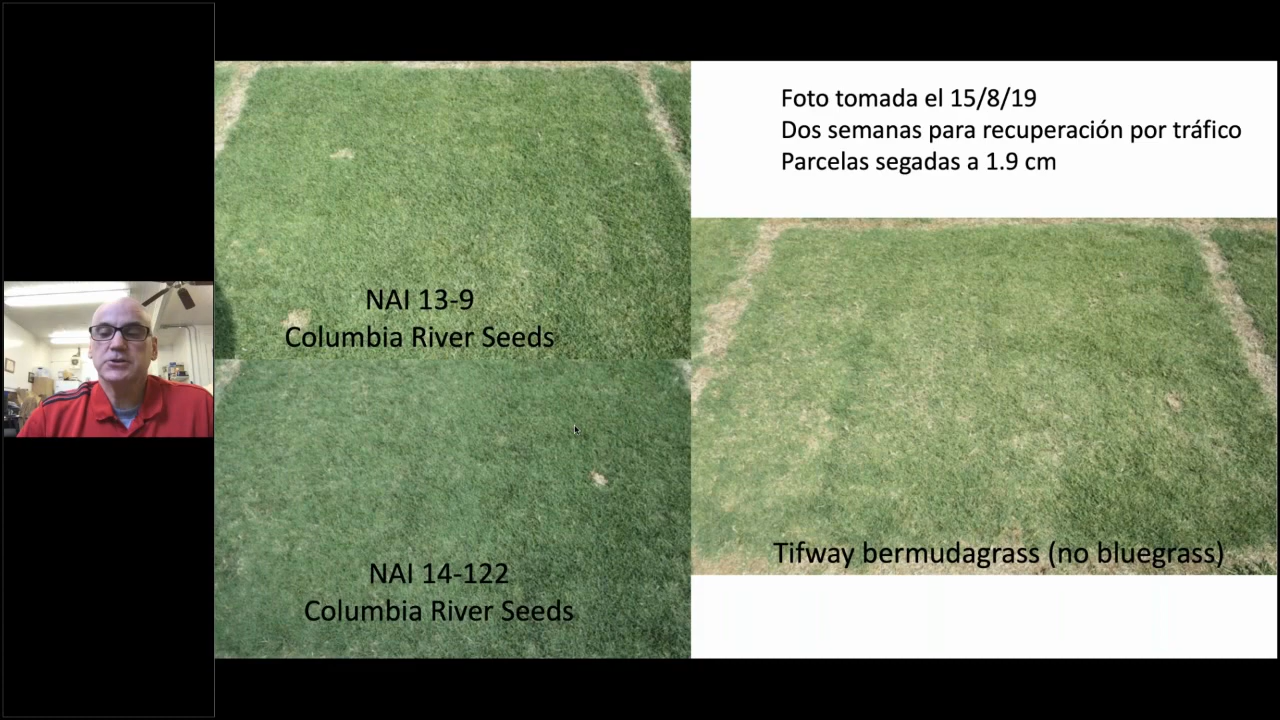 Foto tomada el 15/8/19
Dos semanas para recuperación por tráfico
Parcelas segadas a 1.9 cm
NAI 13-9
Columbia River Seeds
NAI 14-122
Columbia River Seeds
Tifway bermudagrass (no bluegrass)